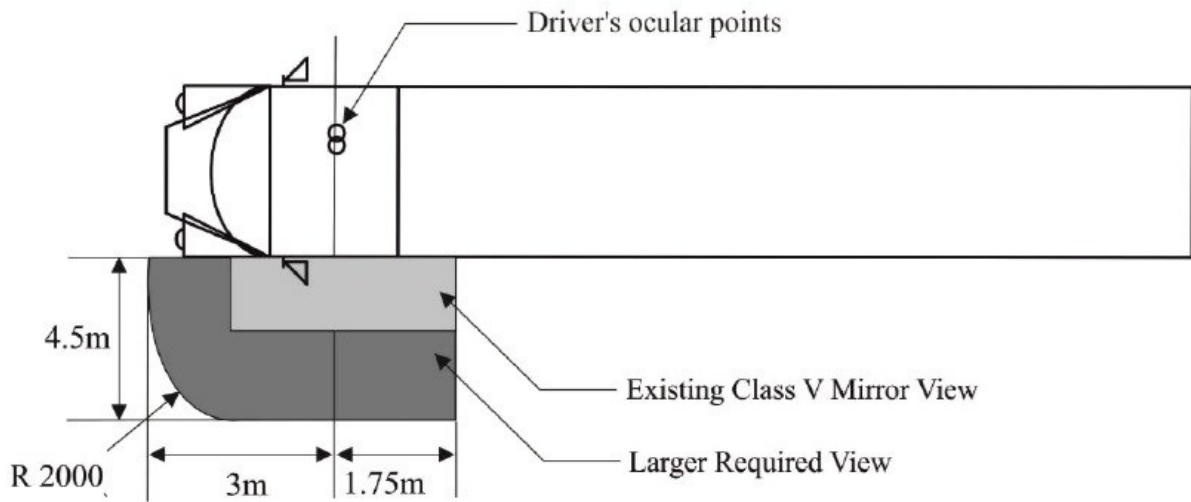 Driver's ocular points
4.5m
Existing Class V Mirror View
Larger Required View
R 2000
3m
1.75m